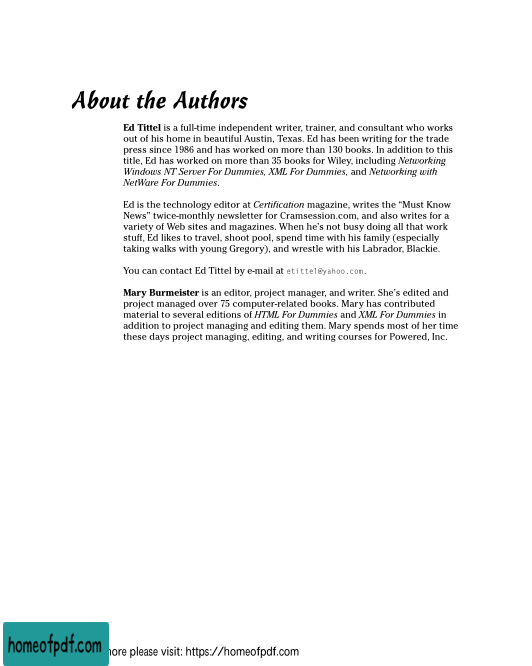 About the Authors
Ed Tittel is a full-time independent writer, trainer, and consultant who works
out of his home in beautiful Austin, Texas. Ed has been writing for the trade
press since 1986 and has worked on more than 130 books. In addition to this
title, Ed has worked on more than 35 books for Wiley, including Networking
Windows NT Server For Dummies, XML For Dummies, and Networking with
NetWare For Dummies.
Ed is the technology editor at Certification magazine, writes the “Must Know
News” twice-monthly newsletter for Cramsession.com, and also writes for a
variety of Web sites and magazines. When he’s not busy doing all that work
stuff, Ed likes to travel, shoot pool, spend time with his family (especially
taking walks with young Gregory), and wrestle with his Labrador, Blackie.
You can contact Ed Tittel by e-mail at etittel@yahoo.com.
Mary Burmeister is an editor, project manager, and writer. She’s edited and
project managed over 75 computer-related books. Mary has contributed
material to several editions of HTML For Dummies and XML For Dummies in
addition to project managing and editing them. Mary spends most of her time
these days project managing, editing, and writing courses for Powered, Inc.
homeofpdf.com
please visit: https://homeofpdf.com